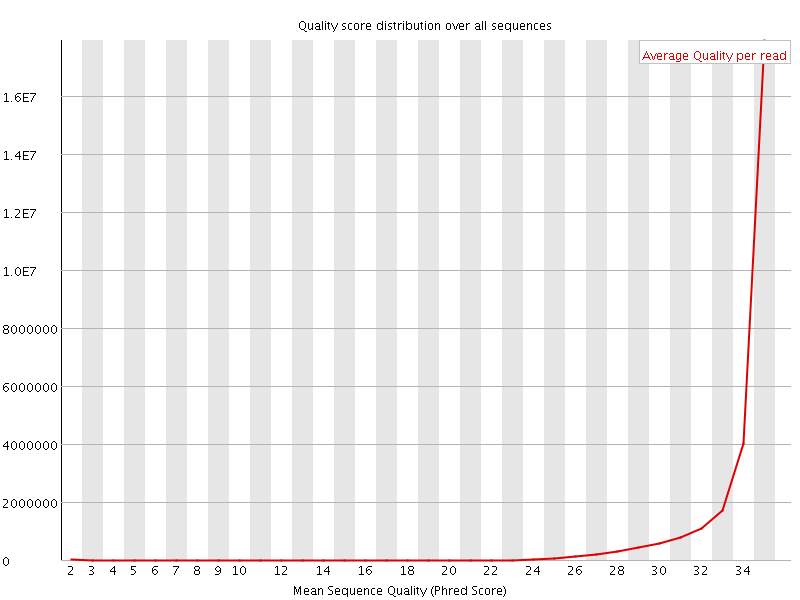 Quality score distribution over all sequences
Average Quality per read
1.6E7
1.4E7
1.2E7
1.0E7
8000000
6000000
4000000
2000000
0
2 3 4 5 6 7 8 9 10 12 14 16 18 20 22 24 26 28 30 32 34
Mean Sequence Quality (Phred Score)